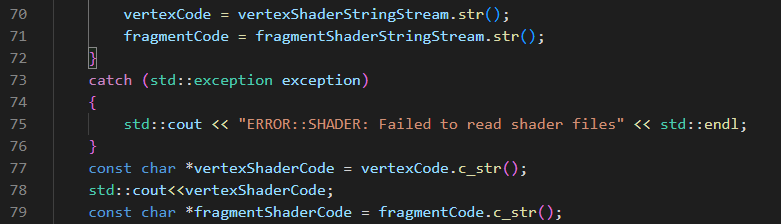 70 vertexCode = vertexShaderStringStream.str();
71 fragmentCode = fragmentShaderStringStream.str();
72 }
73 catch (std::exception exception)
74 {
75 std::cout << "ERROR::SHADER: Failed to read shader files" << std::endl;
76 }
77 const char *vertexShaderCode = vertexCode.c_str();
78 std::cout<<vertexShaderCode;
79 const char *fragmentShaderCode = fragmentCode.c_str();